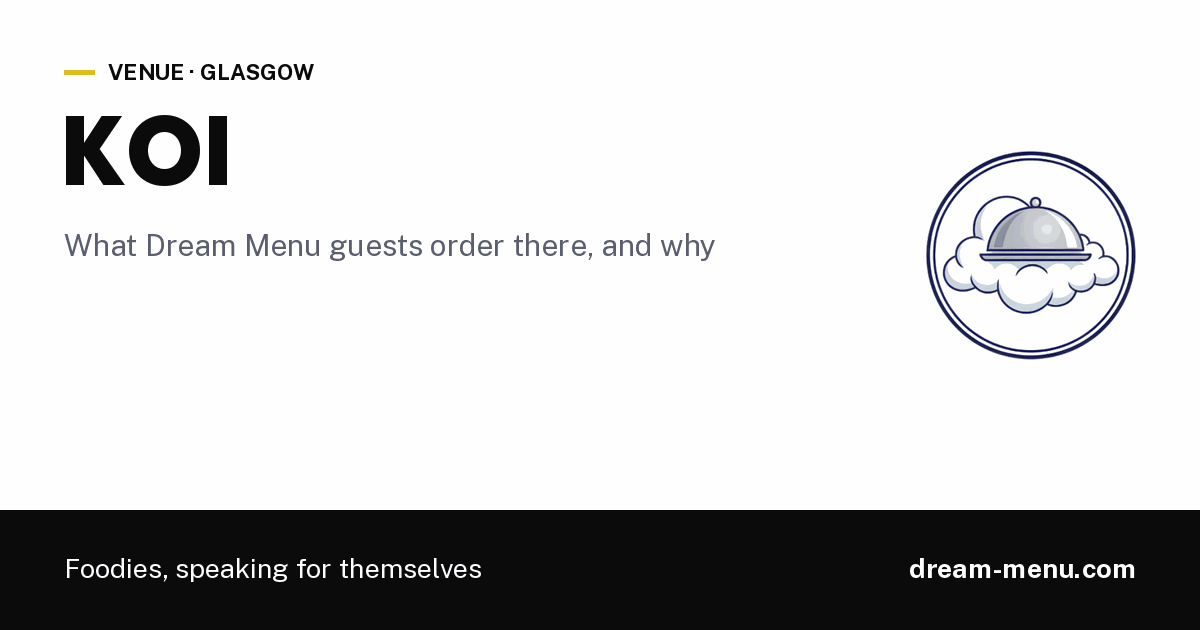 VENUE · GLASGOW
KOI
What Dream Menu guests order there, and why
Foodies, speaking for themselves
dream-menu.com